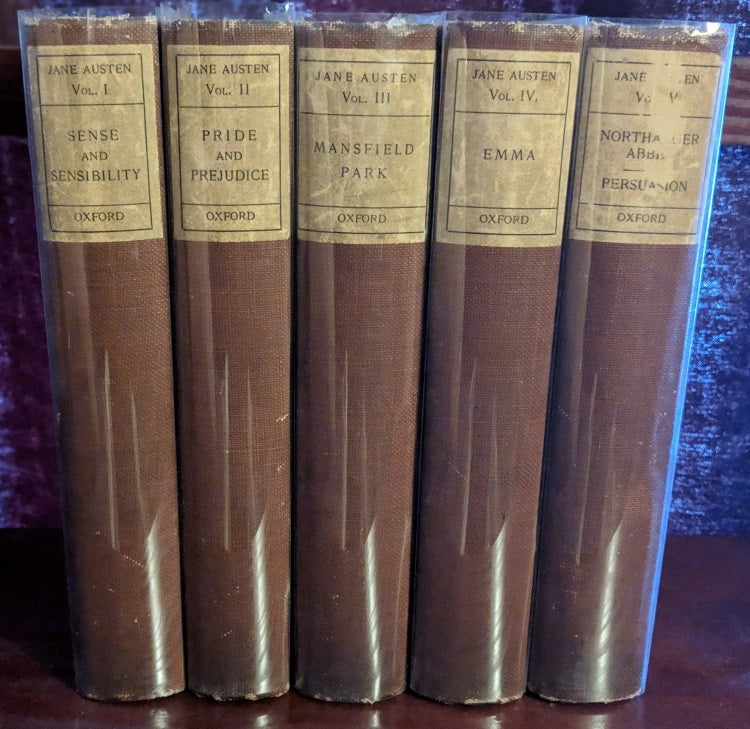 JANE AUSTEN
VOL. I
SENSE
AND
SENSIBILITY
OXFORD
JANE AUSTEN
VOL. II
PRIDE
AND
PREJUDICE
OXFORD
JANE AUSTEN
VOL. III
MANSFIELD
PARK
OXFORD
JANE AUSTEN
VOL. IV.
EMMA
OXFORD
JANE
PERSUASION
OXFORD